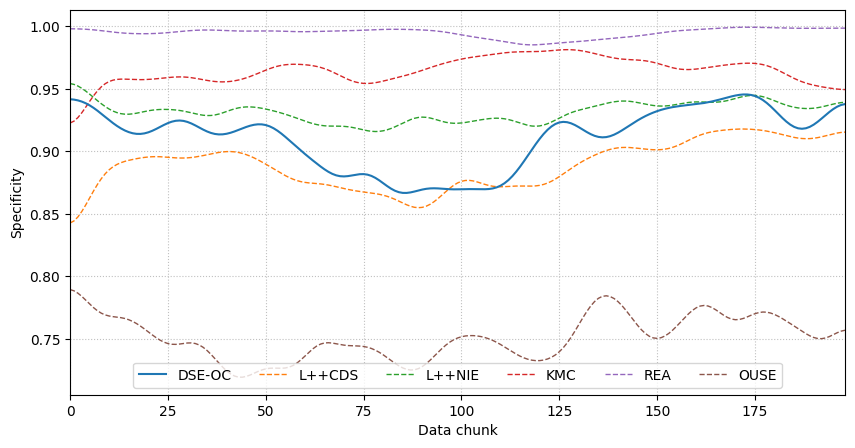 1.00
0.95
0.90
0.85
0.80
0.75
Specificity
0 25 50 75 100 125 150 175
Data chunk
DSE-OC L++CDS L++NIE KMC REA OUSE